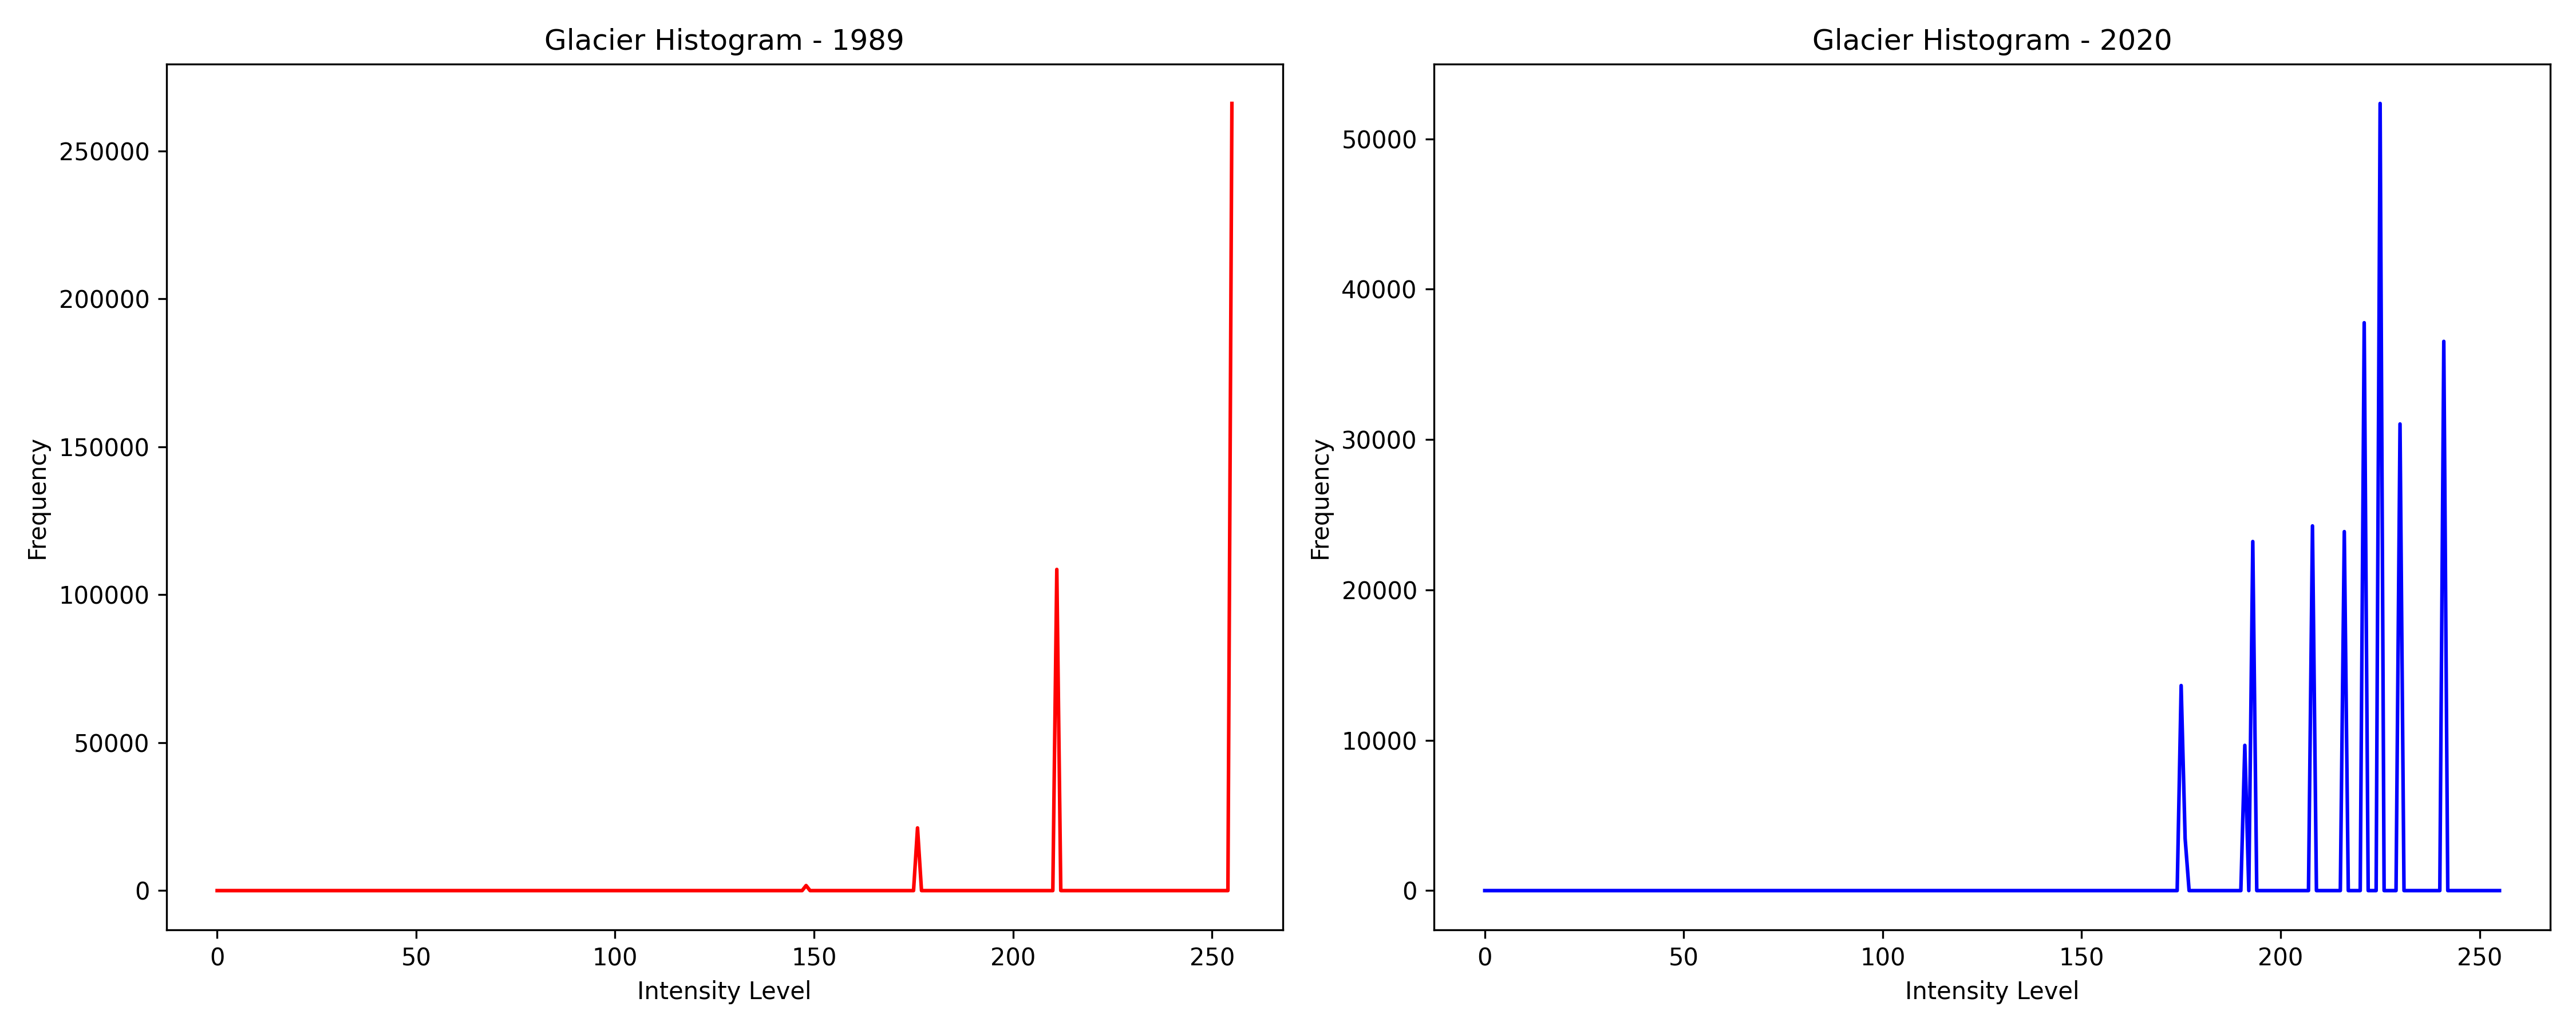 Glacier Histogram - 1989
Frequency
250000
200000
150000
100000
50000
0
0 50 100 150 200 250
Intensity Level
Glacier Histogram - 2020
Frequency
50000
40000
30000
20000
10000
0
0 50 100 150 200 250
Intensity Level